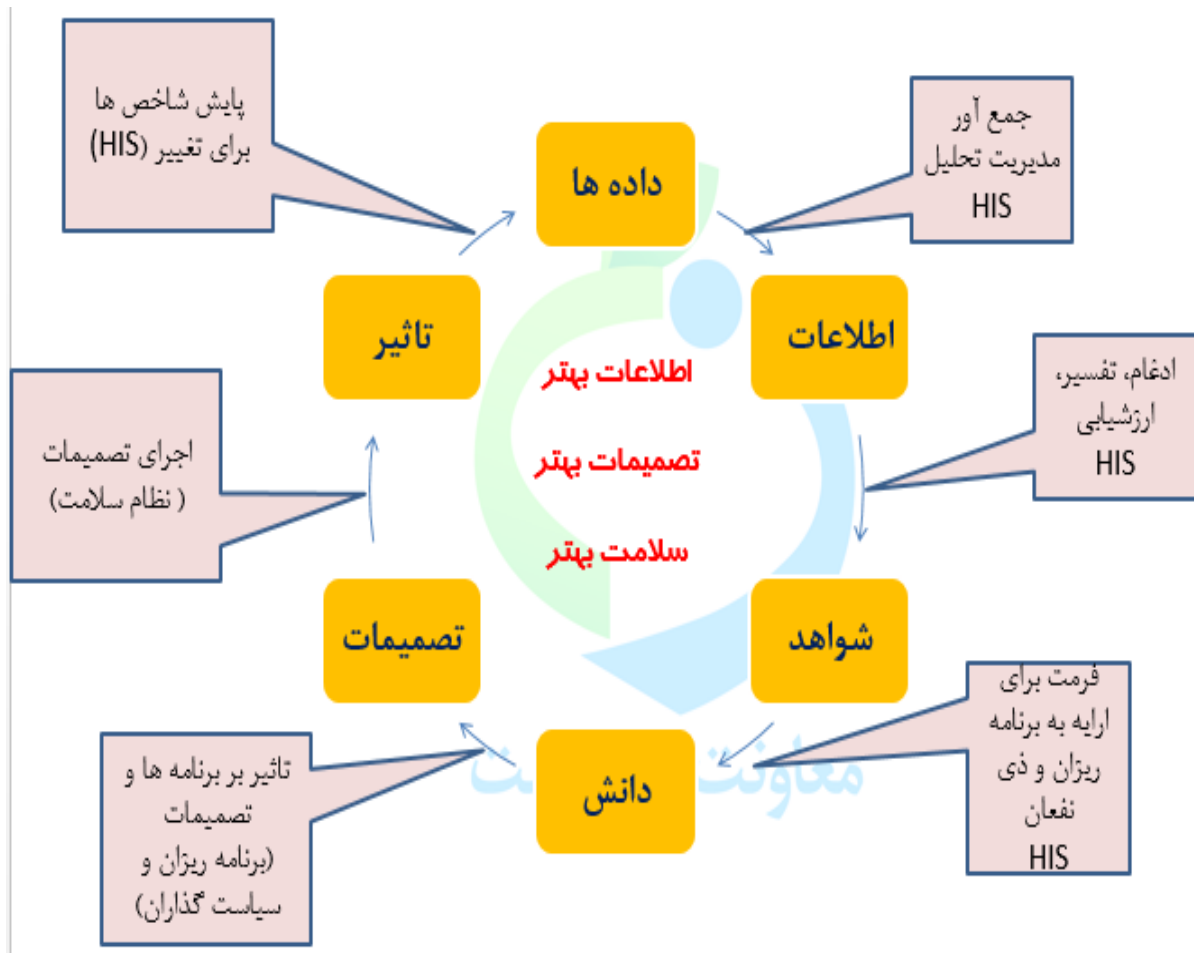 داده ها
جمع آور
مدیریت تحلیل
HIS
اطلاعات
ادغام، تفسیر،
ارزشیابی
HIS
شواهد
فرمت برای
ارایه به برنامه
ریزان و ذی
نفعان
HIS
دانش
تاثیر بر برنامه ها و
تصمیمات
(برنامه ریزان و
سیاست گذاران)
تصمیمات
اجرای تصمیمات
( نظام سلامت)
تاثیر
پایش شاخص ها
برای تغییر (HIS)
اطلاعات بهتر
تصمیمات بهتر
سلامت بهتر
معاونت